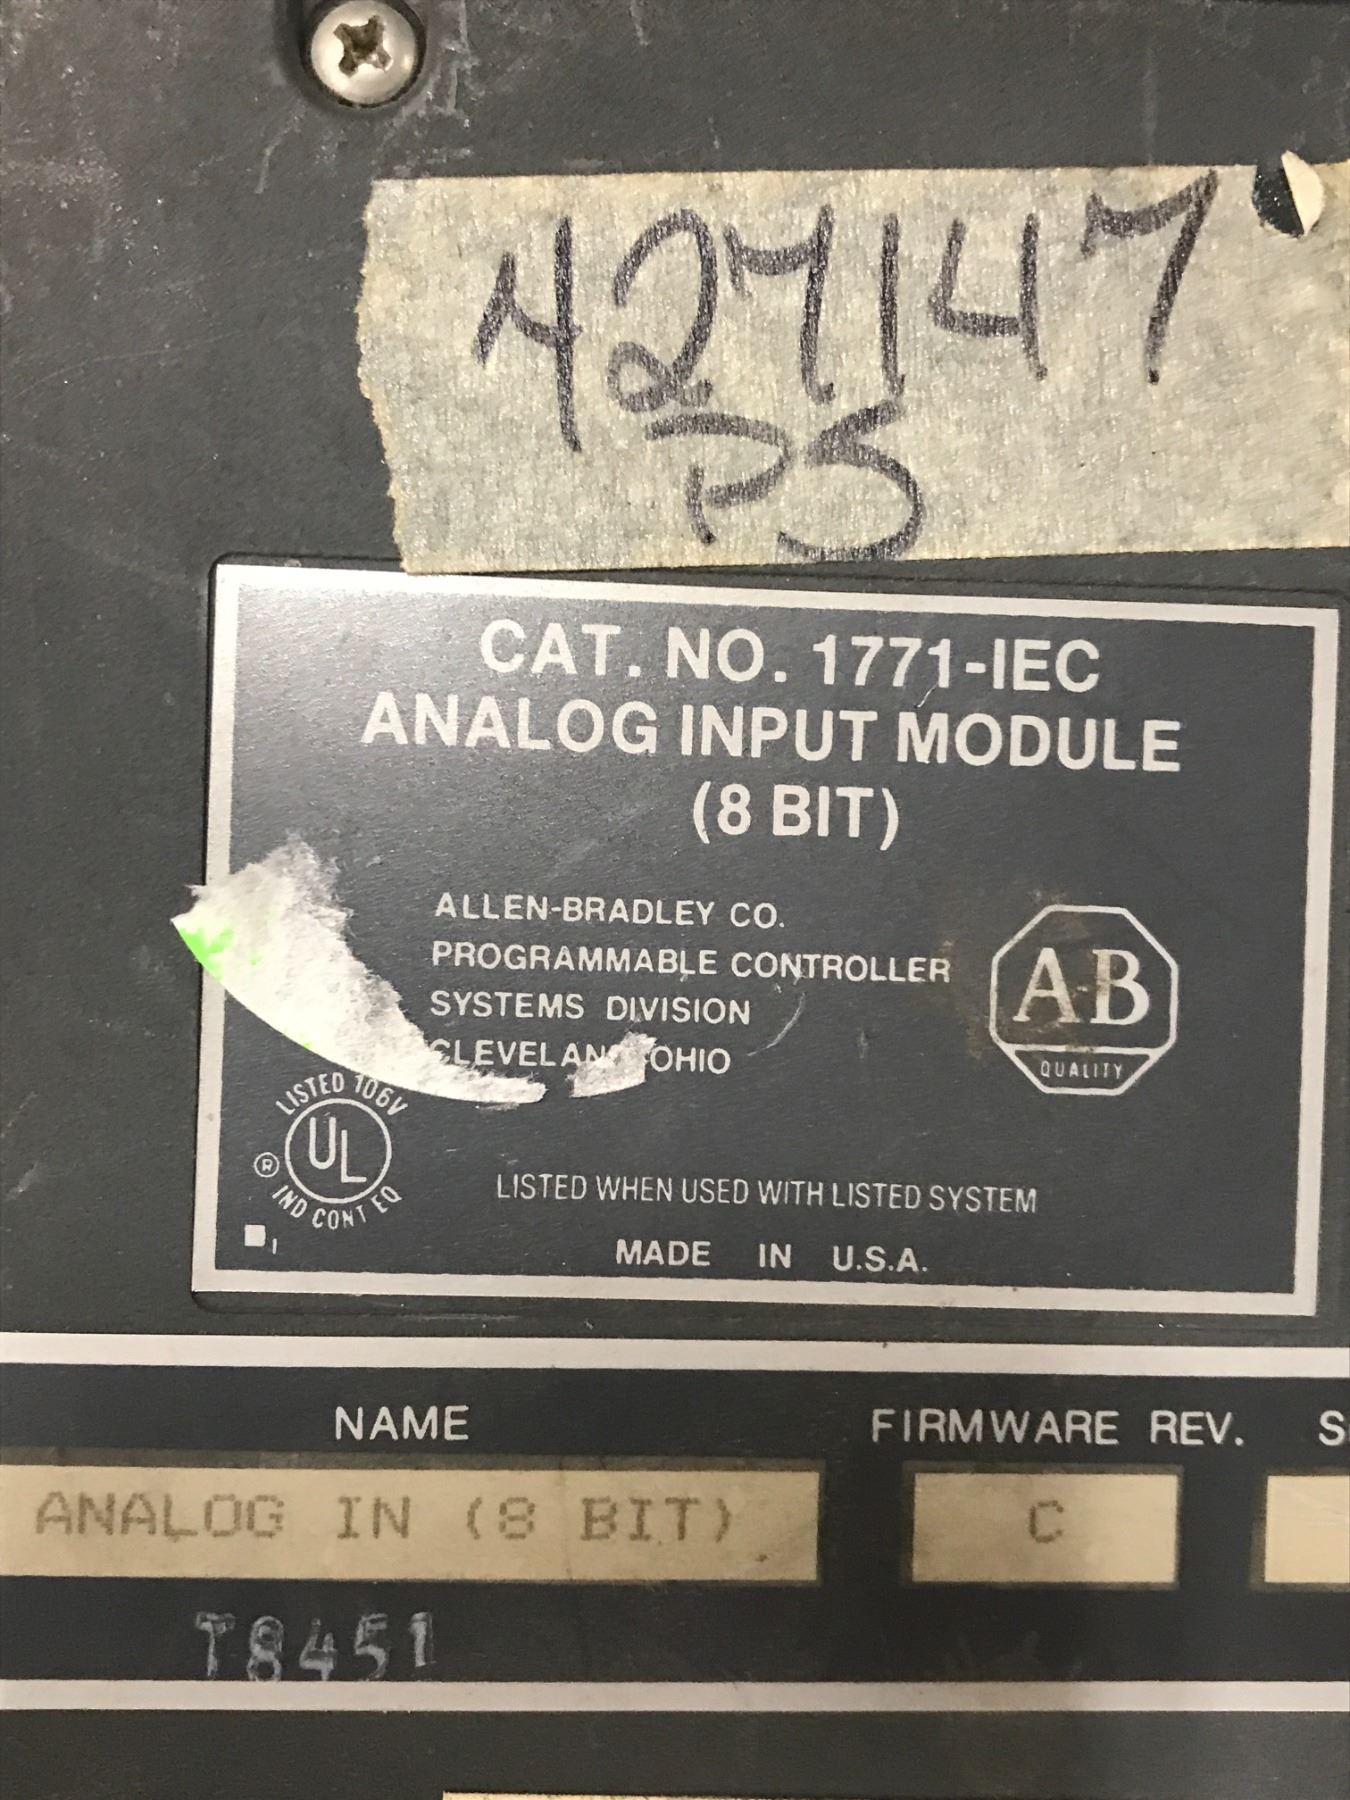 427147
PS
CAT. NO. 1771-IEC
ANALOG INPUT MODULE
(8 BIT)
ALLEN-BRADLEY CO.
PROGRAMMABLE CONTROLLER
SYSTEMS DIVISION
OHIO
A-B
QUALITY
LISTED 106V
UL
®
IND CONT EQ
LISTED WHEN USED WITH LISTED SYSTEM
MADE IN U.S.A.
NAME FIRMWARE REV.
ANALOG IN (8 BIT) C
T8451